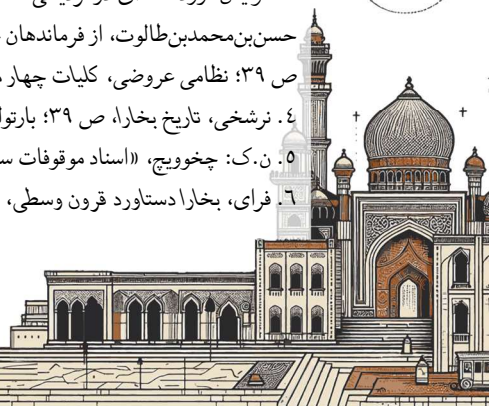 حسن‌بن‌محمدبن‌طالوت، از فرماندهان
ص ۳۹؛ نظامی عروضی، کلیات چهار
٤. نرشخی، تاریخ بخارا، ص ۳۹؛ بارتول
٥. ن.ک: چخوویچ، «اسناد موقوفات س
٦. فرای، بخارا دستاورد قرون وسطی،